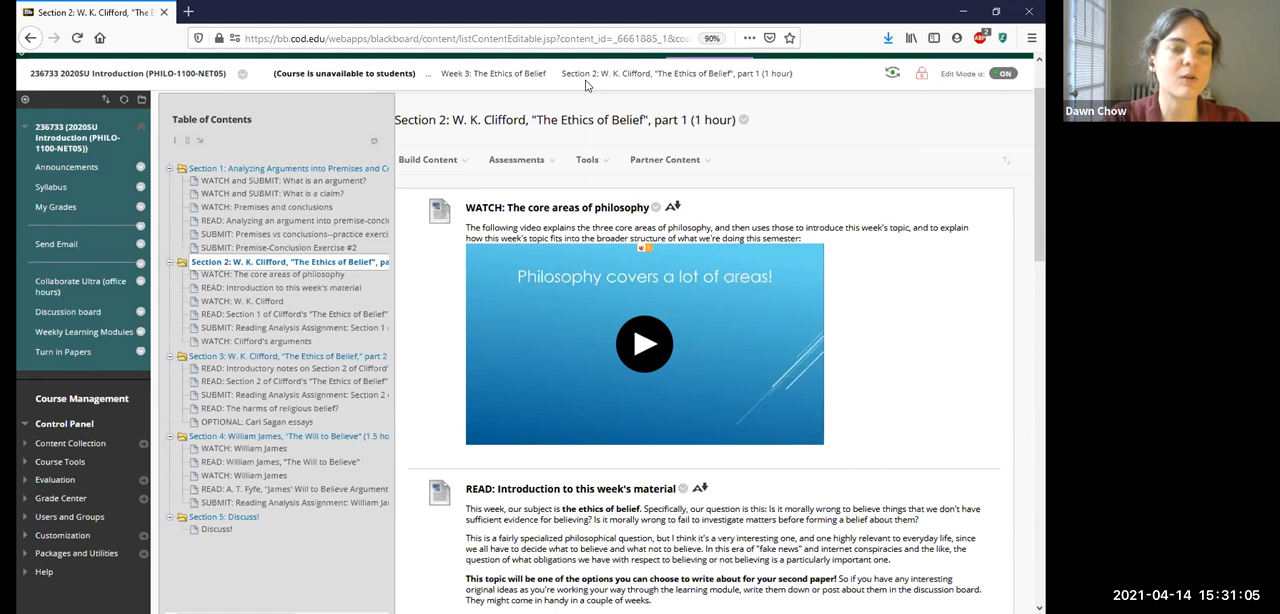 Section 2: W. K. Clifford, "The E
https://bb.cod.edu/webapps/blackboard/content/listContentEditable.jsp?content_id=_6661885_1&cou
90%
ABP
2
236733 2020SU Introduction (PHILO-1100-NET05)
(Course is unavailable to students)
... Week 3: The Ethics of Belief
Section 2: W. K. Clifford, "The Ethics of Belief", part 1 (1 hour)
Edit Mode is: ON
Dawn Chow
236733 (2020SU
Introduction (PHILO-
1100-NET05))
Announcements
Syllabus
My Grades
Send Email
Collaborate Ultra (office
hours)
Discussion board
Weekly Learning Modules
Turn in Papers
Course Management
Control Panel
Content Collection
Course Tools
Evaluation
Grade Center
Users and Groups
Customization
Packages and Utilities
Help
Table of Contents
Section 1: Analyzing Arguments into Premises and Co
WATCH and SUBMIT: What is an argument?
WATCH and SUBMIT: What is a claim?
WATCH: Premises and conclusions
READ: Analyzing an argument into premise-conclu
SUBMIT: Premises vs conclusions--practice exerci
SUBMIT: Premise-Conclusion Exercise #2
Section 2: W. K. Clifford, "The Ethics of Belief", pa
WATCH: The core areas of philosophy
READ: Introduction to this week's material
WATCH: W. K. Clifford
READ: Section 1 of Clifford's "The Ethics of Belief"
SUBMIT: Reading Analysis Assignment: Section 1 o
WATCH: Clifford's arguments
Section 3: W. K. Clifford, "The Ethics of Belief," part 2
READ: Introductory notes on Section 2 of Clifford'
READ: Section 2 of Clifford's "The Ethics of Belief"
SUBMIT: Reading Analysis Assignment: Section 2 o
READ: The harms of religious belief?
OPTIONAL: Carl Sagan essays
Section 4: William James, "The Will to Believe" (1.5 ho
WATCH: William James
READ: William James, "The Will to Believe"
WATCH: William James
READ: A. T. Fyfe, 'James' Will to Believe Argument
SUBMIT: Reading Analysis Assignment: William Ja
Section 5: Discuss!
Discuss!
Section 2: W. K. Clifford, "The Ethics of Belief", part 1 (1 hour)
Build Content
Assessments
Tools
Partner Content
WATCH: The core areas of philosophy
The following video explains the three core areas of philosophy, and then uses those to introduce this week's topic, and to explain
how this week's topic fits into the broader structure of what we're doing this semester:
Philosophy covers a lot of areas!
READ: Introduction to this week's material
This week, our subject is the ethics of belief. Specifically, our question is this: Is it morally wrong to believe things that we don't have
sufficient evidence for believing? Is it morally wrong to fail to investigate matters before forming a belief about them?
This is a fairly specialized philosophical question, but I think it's a very interesting one, and one highly relevant to everyday life, since
we all have to decide what to believe and what not to believe. In this era of "fake news" and internet conspiracies and the like, the
question of what obligations we have with respect to believing or not believing is a particularly important one.
This topic will be one of the options you can choose to write about for your second paper! So if you have any interesting
original ideas as you're working your way through the learning module, write them down or post about them in the discussion board.
They might come in handy in a couple of weeks.
2021-04-14 15:31:05